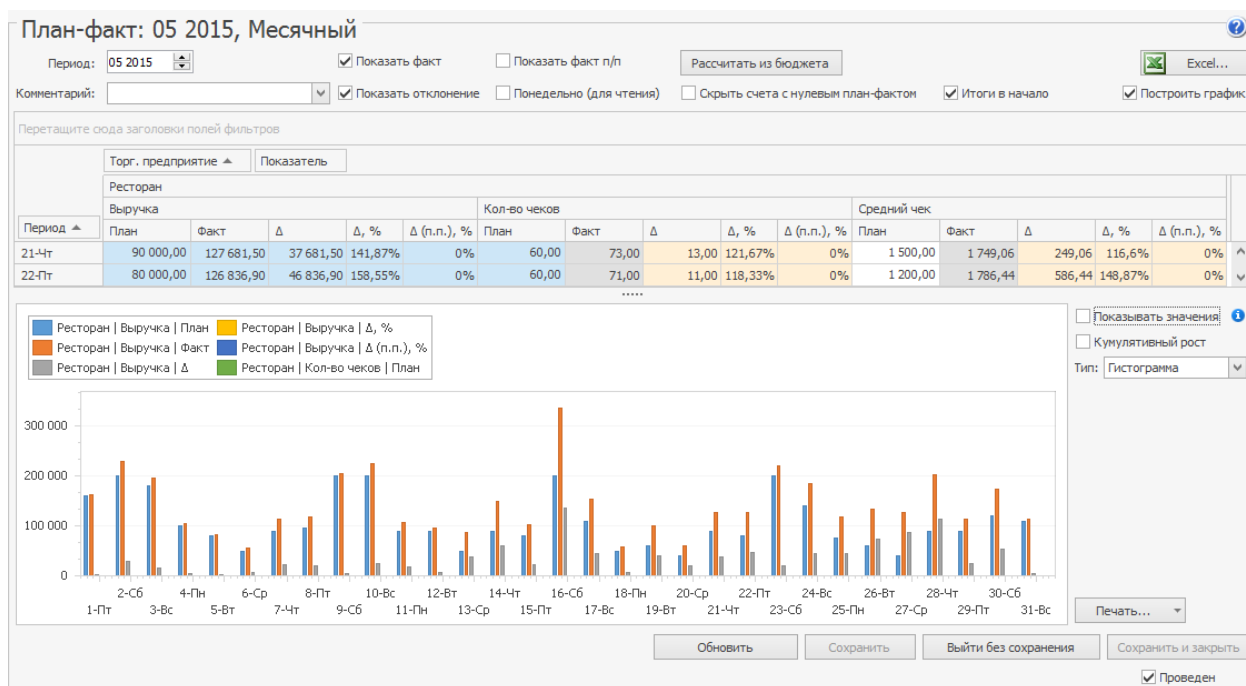 План-факт: 05 2015, Месячный
Период: 05 2015 Показать факт Показать факт п/п Рассчитать из бюджета Excel...
Комментарий: Показать отклонение Понедельно (для чтения) Скрыть счета с нулевым план-фактом Итоги в начало Построить график
Перетащите сюда заголовки полей фильтров
Торг. предприятие Показатель
Ресторан
Выручка Кол-во чеков Средний чек
Период План Факт Δ Δ, % Δ (п.п.), % План Факт Δ Δ, % Δ (п.п.), % План Факт Δ Δ, % Δ (п.п.), %
21-Чт 90 000,00 127 681,50 37 681,50 141,87% 0% 60,00 73,00 13,00 121,67% 0% 1 500,00 1 749,06 249,06 116,6% 0%
22-Пт 80 000,00 126 836,90 46 836,90 158,55% 0% 60,00 71,00 11,00 118,33% 0% 1 200,00 1 786,44 586,44 148,87% 0%
Ресторан | Выручка | План Ресторан | Выручка | Δ, %
Ресторан | Выручка | Факт Ресторан | Выручка | Δ (п.п.), %
Ресторан | Выручка | Δ Ресторан | Кол-во чеков | План
Показывать значения
Кумулятивный рост
Тип: Гистограмма
300 000
200 000
100 000
0
2-Сб 4-Пн 6-Ср 8-Пт 10-Вс 12-Вт 14-Чт 16-Сб 18-Пн 20-Ср 22-Пт 24-Вс 26-Вт 28-Чт 30-Сб
1-Пт 3-Вс 5-Вт 7-Чт 9-Сб 11-Пн 13-Ср 15-Пт 17-Вс 19-Вт 21-Чт 23-Сб 25-Пн 27-Ср 29-Пт 31-Вс
Печать...
Обновить Сохранить Выйти без сохранения Сохранить и закрыть
Проведен